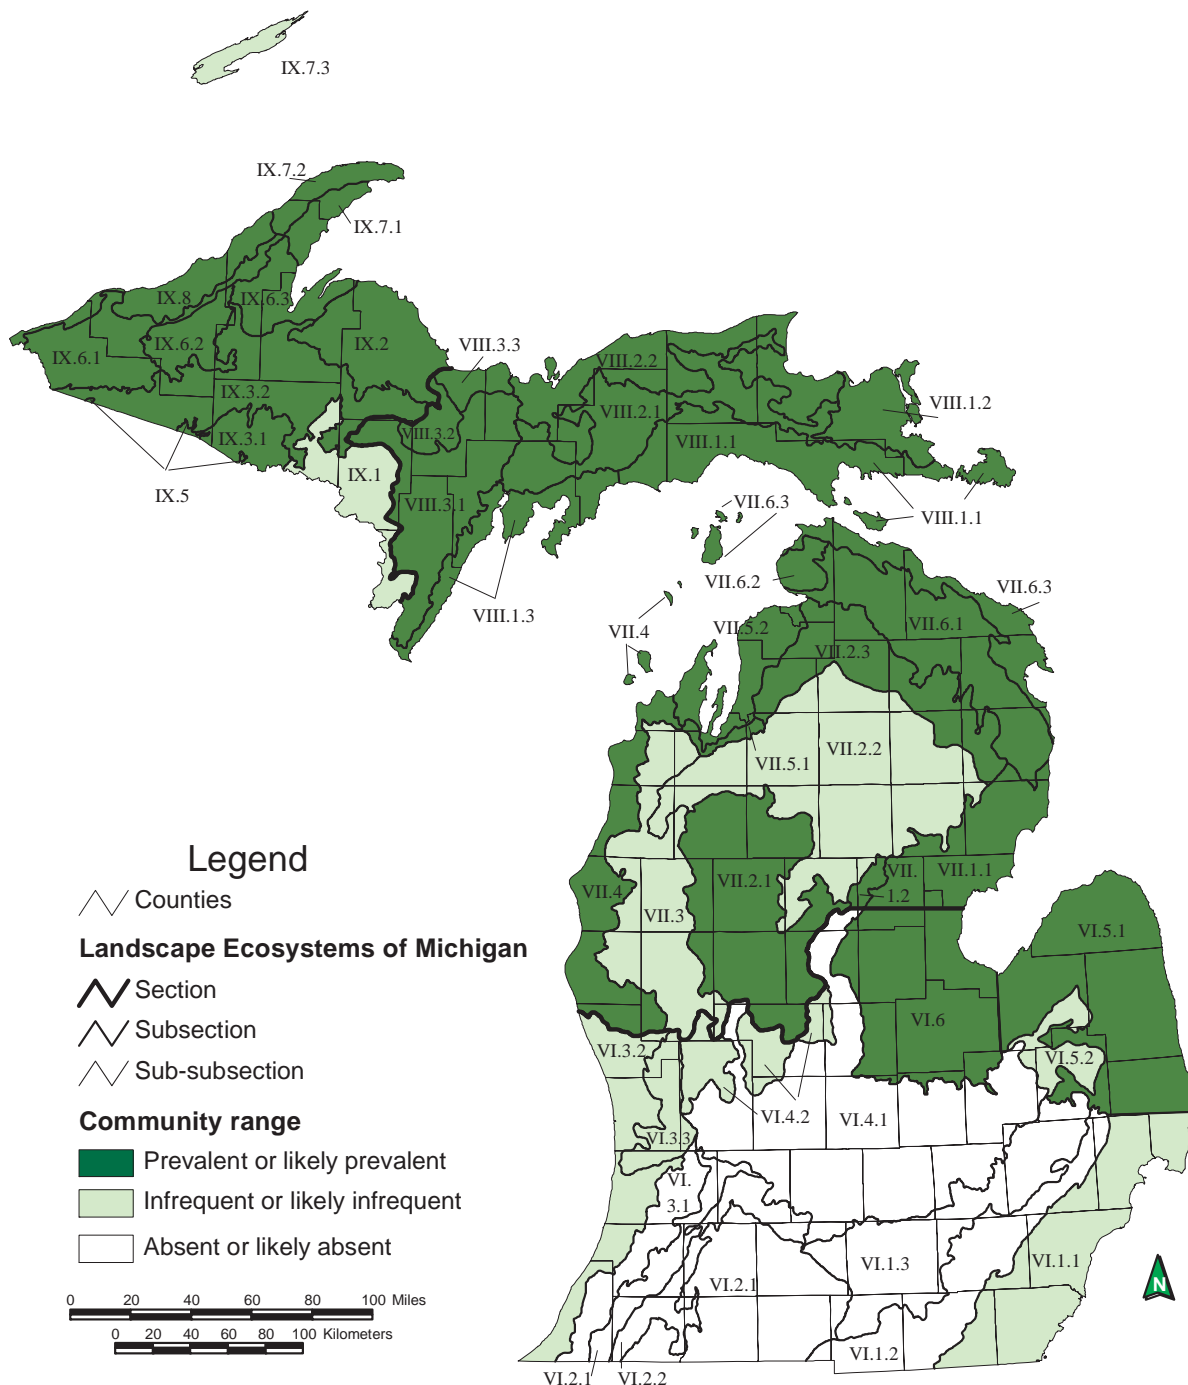 IX.7.3
IX.7.2
IX.7.1
IX.8
IX.6.3
IX.6.1
IX.6.2
IX.2
VIII.3.3
VIII.2.2
IX.3.2
VIII.2.1
VIII.1.2
IX.3.1
VIII.3.2
VIII.1.1
IX.5
IX.1
VIII.3.1
VII.6.3
VIII.1.1
VII.6.2
VII.6.3
VIII.1.3
VII.4
VII.5.2
VII.6.1
VII.2.3
VII.5.1
VII.2.2
VII.4
VII.3
VII.2.1
VII.
1.2
VII.1.1
VI.5.1
VI.6
VI.3.2
VI.5.2
VI.4.2
VI.4.1
VI.3.3
VI.
3.1
VI.2.1
VI.1.3
VI.1.1
VI.1.2
VI.2.1
VI.2.2
Legend
Counties
Landscape Ecosystems of Michigan
Section
Subsection
Sub-subsection
Community range
Prevalent or likely prevalent
Infrequent or likely infrequent
Absent or likely absent
0 20 40 60 80 100 Miles
0 20 40 60 80 100 Kilometers
N